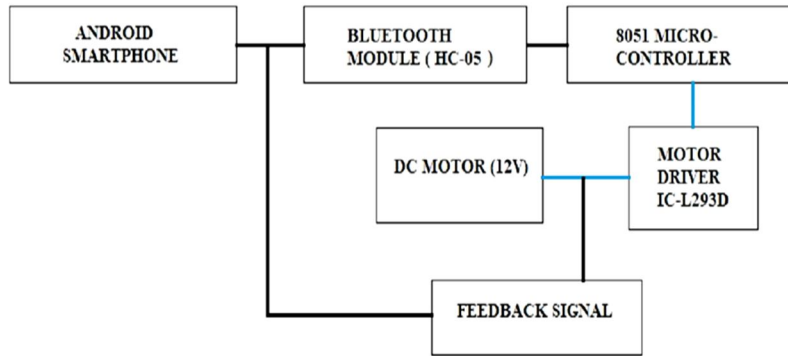 ANDROID
SMARTPHONE
BLUETOOTH
MODULE ( HC-05 )
8051 MICRO-
CONTROLLER
DC MOTOR (12V)
MOTOR
DRIVER
IC-L293D
FEEDBACK SIGNAL